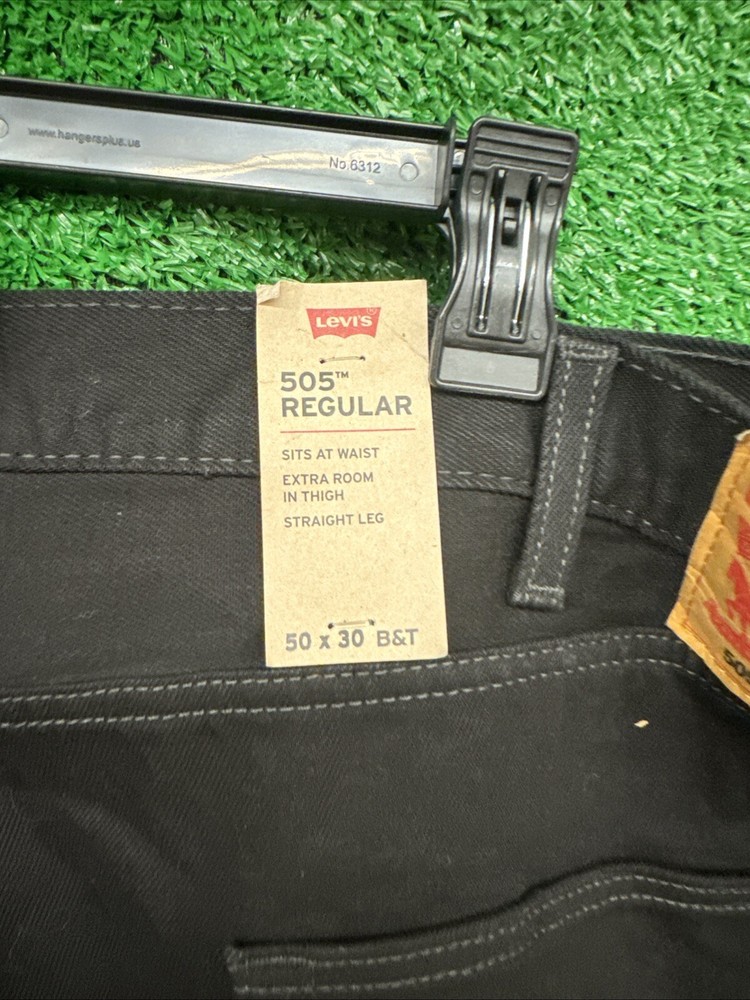 www.hangersplus.us
No.6312
LEVI'S®
505™
REGULAR
SITS AT WAIST
EXTRA ROOM
IN THIGH
STRAIGHT LEG
50 x 30 B&T